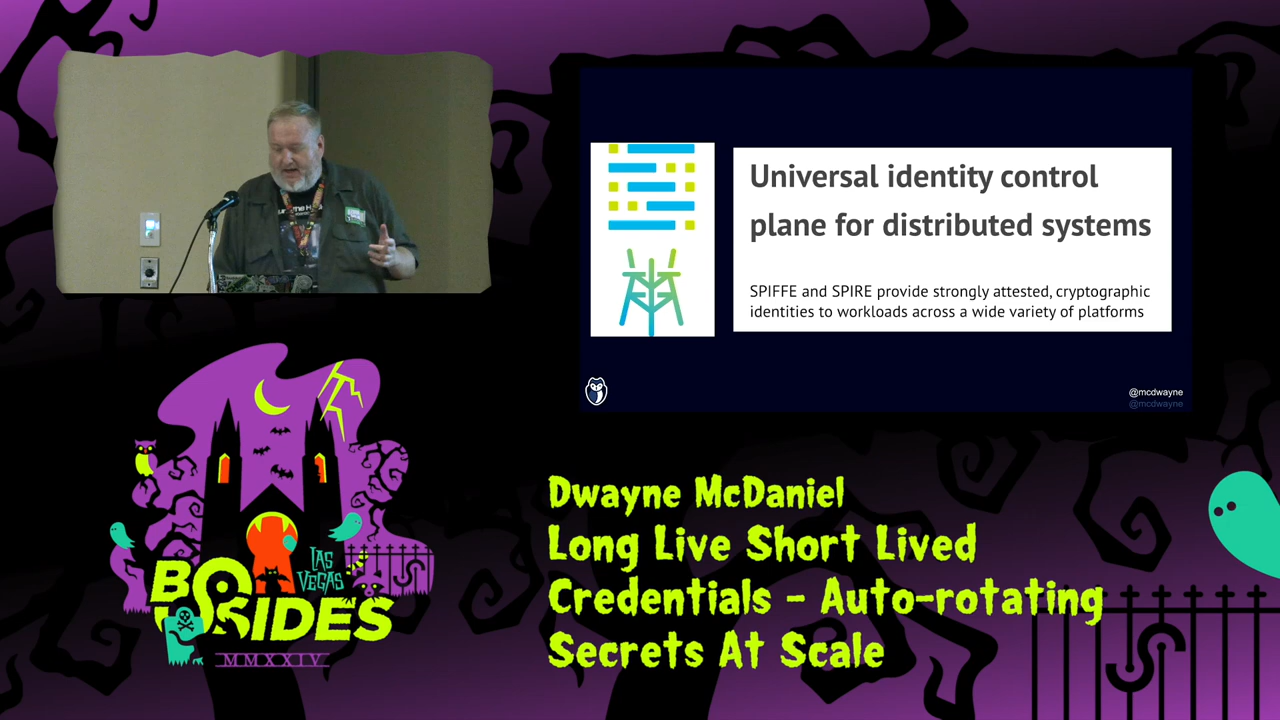 Universal identity control
plane for distributed systems
SPIFFE and SPIRE provide strongly attested, cryptographic
identities to workloads across a wide variety of platforms
@mcdwayne
@mcdwayne
Dwayne McDaniel
Long Live Short Lived
Credentials - Auto-rotating
Secrets At Scale
LAS
VEGAS
BSIDES
MMXXIV